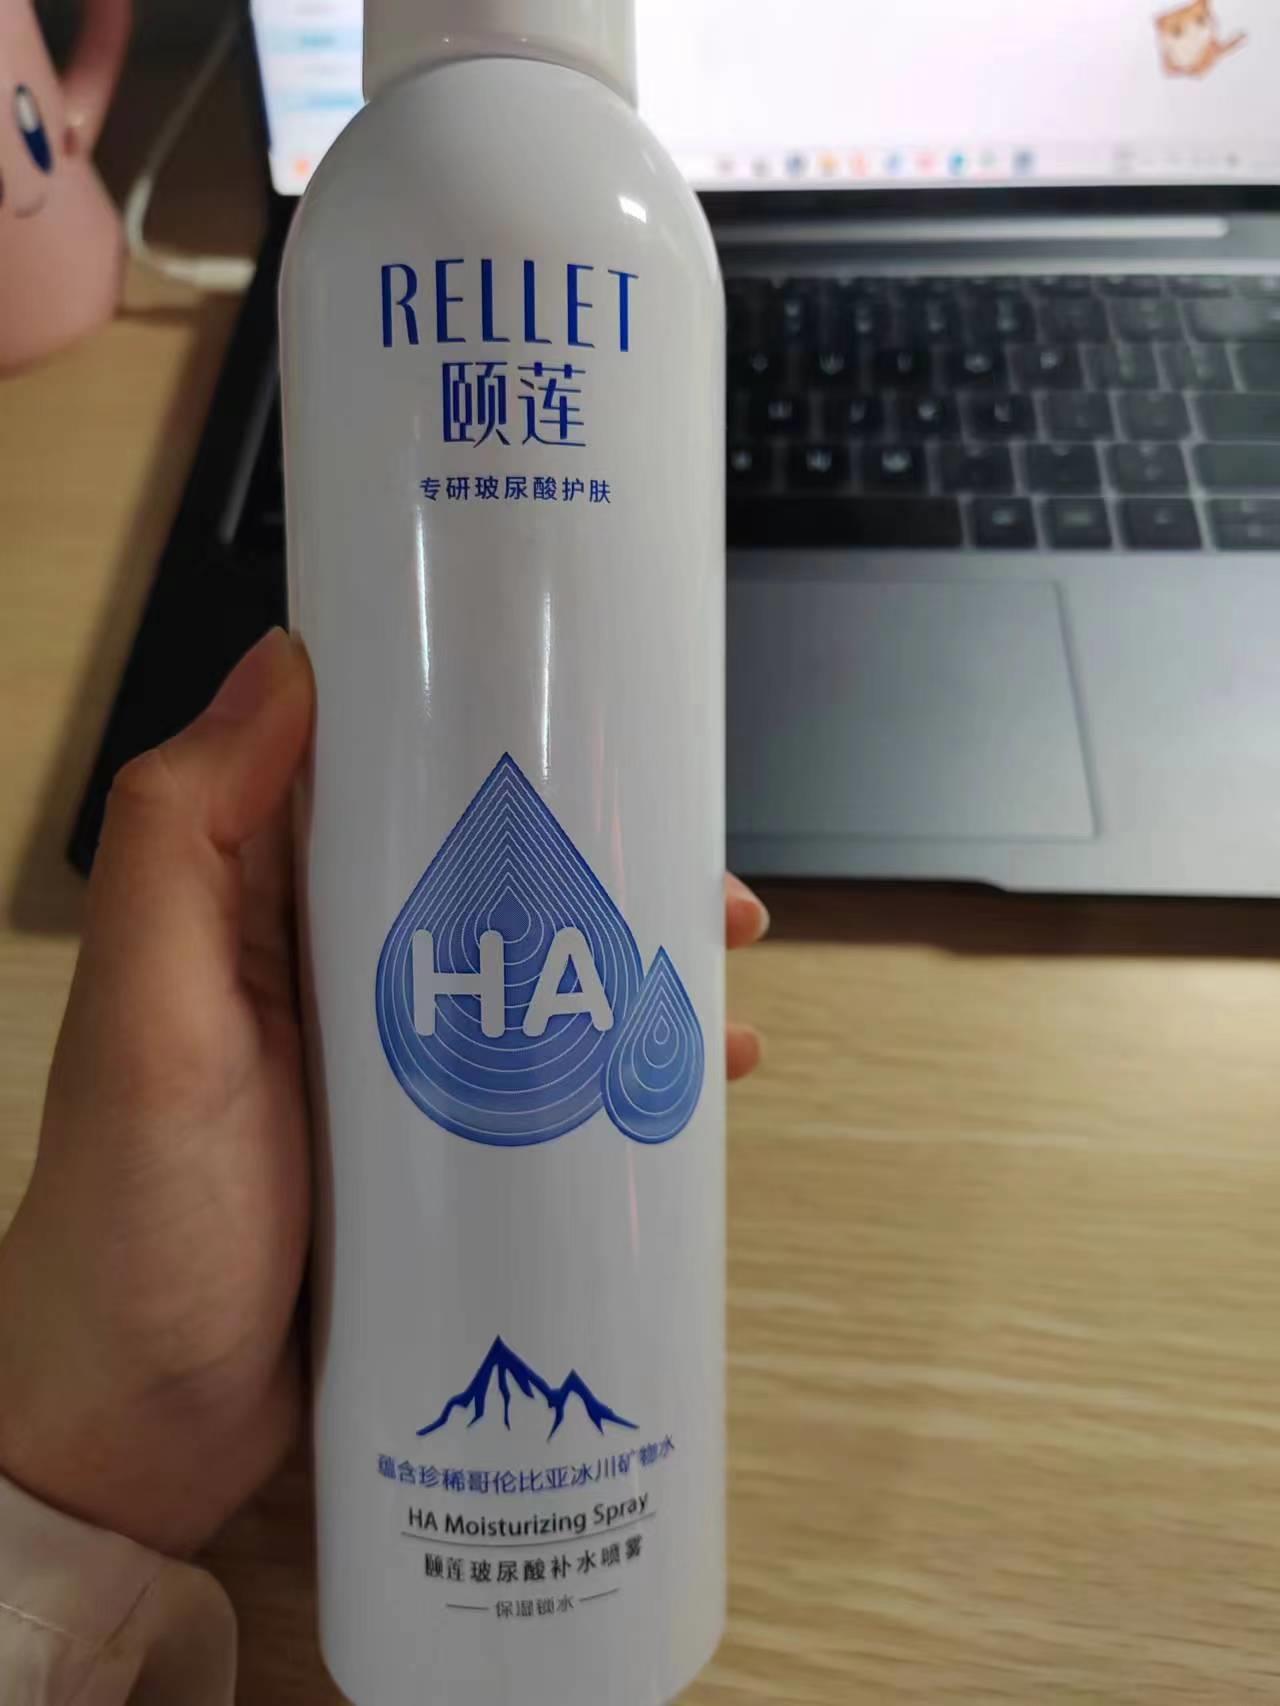 RELLET
颐莲
专研玻尿酸护肤
HA
蕴含珍稀哥伦比亚冰川矿物水
HA Moisturizing Spray
颐莲玻尿酸补水喷雾
保湿锁水